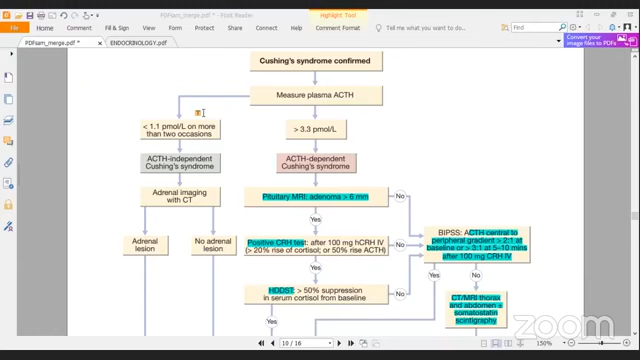 PDFsam_merge.pdf * - Foxit Reader
Highlight Tool
File
Home
Comment
Fill & Sign
View
Form
Protect
Share
Help
Comment Format
Tell me what you want to do...
Find
PDFsam_merge.pdf *
ENDOCRINOLOGY.pdf
Convert your
image files to PDFs
Cushing's syndrome confirmed
Measure plasma ACTH
< 1.1 pmol/L on more
than two occasions
> 3.3 pmol/L
ACTH-independent
Cushing's syndrome
ACTH-dependent
Cushing's syndrome
Adrenal imaging
with CT
Pituitary MRI: adenoma > 6 mm
No
Yes
Adrenal
lesion
No adrenal
lesion
Positive CRH test: after 100 mg hCRH IV
(> 20% rise of cortisol; or 50% rise ACTH)
No
BIPSS: ACTH central to
peripheral gradient > 2:1 at
baseline or > 3:1 at 5–10 mins
after 100 mg CRH IV
Yes
Yes
No
HDDST: > 50% suppression
in serum cortisol from baseline
No
CT/MRI thorax
and abdomen ±
somatostatin
scintigraphy
Yes
zoom
10 / 16
150%